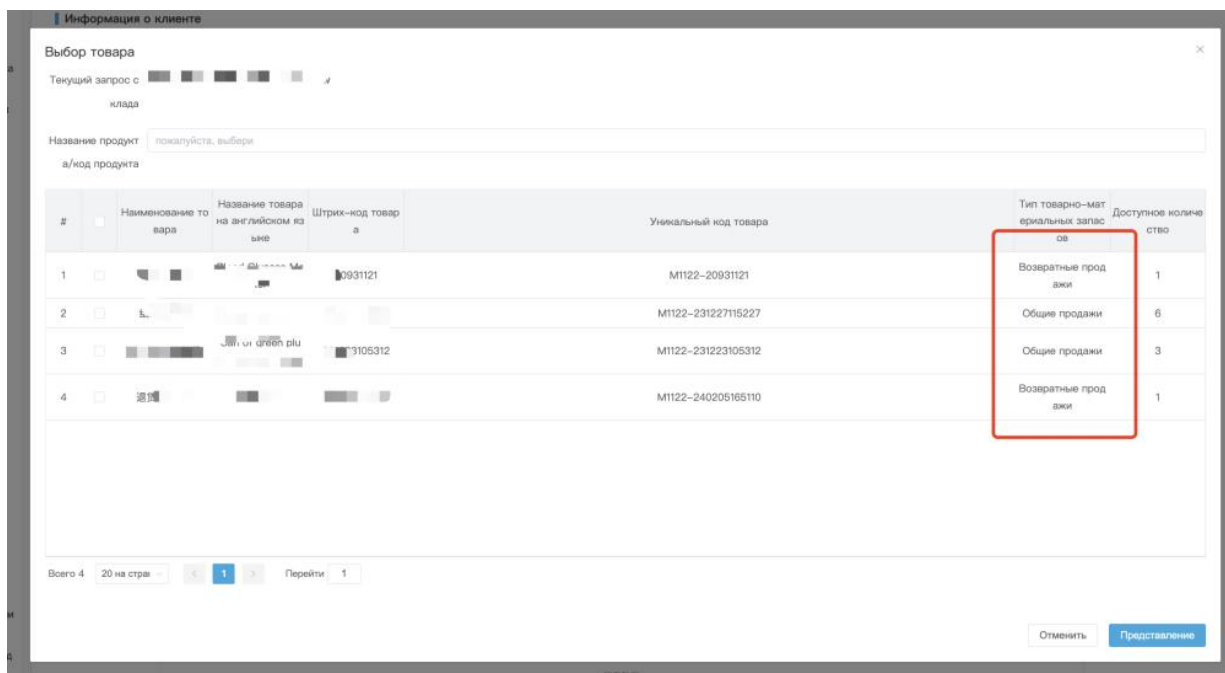 Информация о клиенте
Выбор товара
Текущий запрос с
клада
Название продукт
а/код продукта
пожалуйста, выбери
#
Наименование то
вара
Название товара
на английском яз
ыке
Штрих-код товар
а
Уникальный код товара
Тип товарно-мат
ериальных запас
ов
Доступное количе
ство
1
0931121
M1122-20931121
Возвратные прод
ажи
1
2
M1122-231227115227
Общие продажи
6
3
green plu
3105312
M1122-231223105312
Общие продажи
3
4
M1122-240205165110
Возвратные прод
ажи
1
Всего 4 20 на стран < 1 > Перейти 1
Отменить Представление